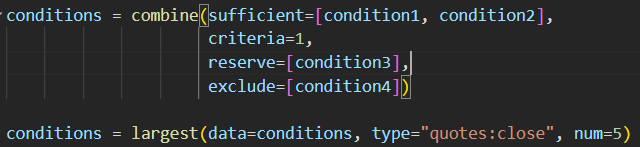 conditions = combine(sufficient=[condition1, condition2],
criteria=1,
reserve=[condition3],
exclude=[condition4])
conditions = largest(data=conditions, type="quotes:close", num=5)